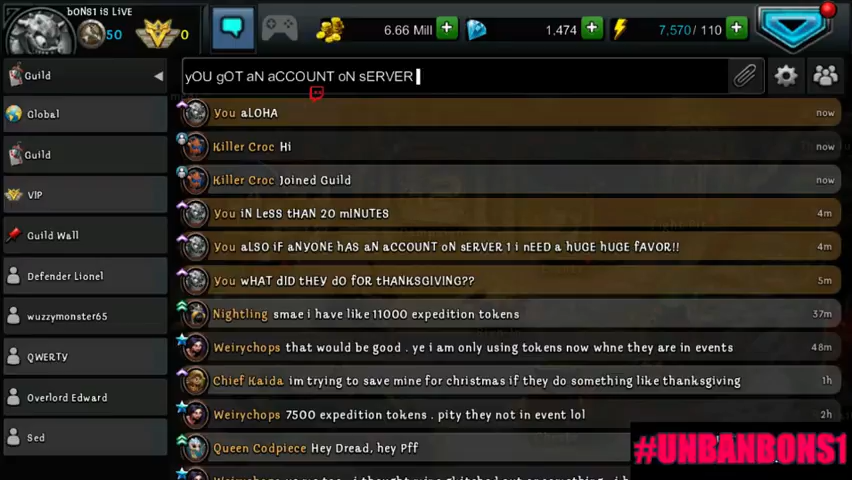 bONS1 iS LiVE
50
0
6.66 Mill
1,474
7,570/110
Guild
yOU gOT aN aCCOUNT oN sERVER
Global
Guild
VIP
Guild Wall
Defender Lionel
wuzzymonster65
QWERTY
Overlord Edward
Sed
You aLOHA now
Killer Croc Hi now
Killer Croc Joined Guild now
You iN LeSS tHAN 20 mINUTES 4m
You aLSO iF aNYONE hAS aN aCCOUNT oN sERVER 1 i nEED a hUGE hUGE fAVOR!! 4m
You wHAT dID tHEY dO FOR tHANKSGIVING?? 5m
Nightling smae i have like 11000 expedition tokens 37m
Weirychops that would be good . ye i am only using tokens now whne they are in events 48m
Chief Kaida im trying to save mine for christmas if they do something like thanksgiving 1h
Weirychops 7500 expedition tokens . pity they not in event lol 2h
Queen Codpiece Hey Dread, hey Pff
#UNBANBONS1